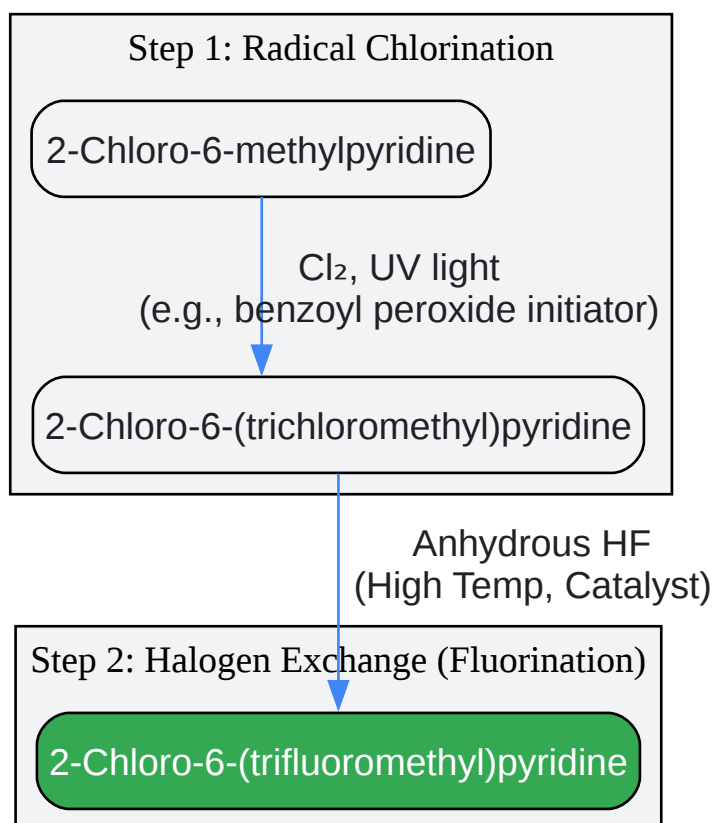 Step 1: Radical Chlorination
2-Chloro-6-methylpyridine
Cl₂, UV light
(e.g., benzoyl peroxide initiator)
2-Chloro-6-(trichloromethyl)pyridine
Anhydrous HF
(High Temp, Catalyst)
Step 2: Halogen Exchange (Fluorination)
2-Chloro-6-(trifluoromethyl)pyridine